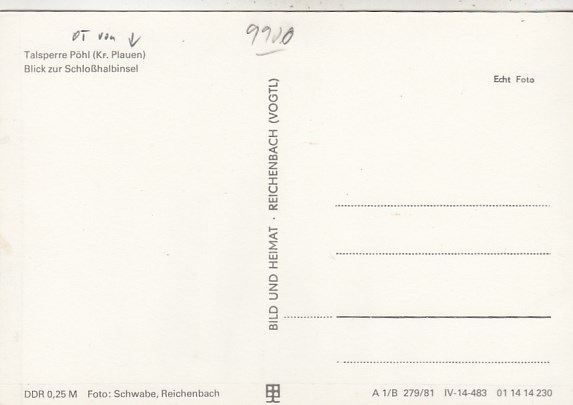 OT von
Talsperre Pöhl (Kr. Plauen)
Blick zur Schloßhalbinsel
Echt Foto
BILD UND HEIMAT · REICHENBACH (VOGTL)
DDR 0,25 M Foto: Schwabe, Reichenbach
A 1/B 279/81 IV-14-483 01 14 14 230